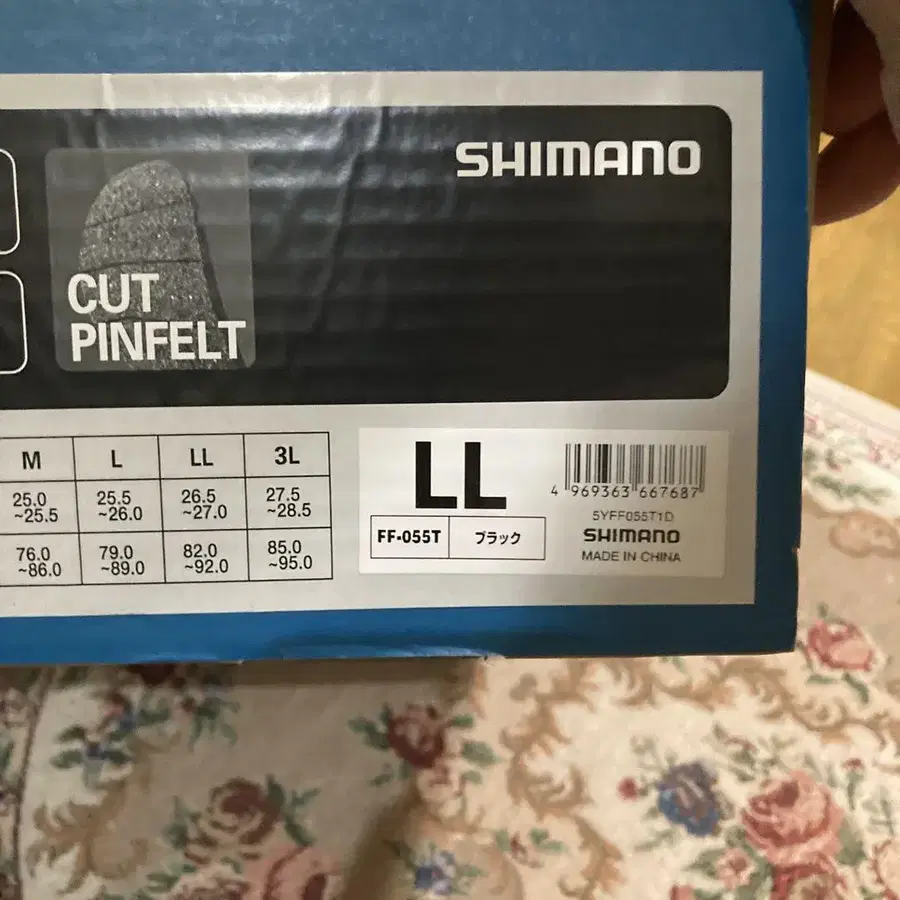 SHIMANO
CUT
PINFELT
M L LL 3L
25.0 ~25.5 25.5 ~26.0 26.5 ~27.0 27.5 ~28.5
76.0 ~86.0 79.0 ~89.0 82.0 ~92.0 85.0 ~95.0
LL
FF-055T ブラック
4 969363 667687
5YFF055T1D
SHIMANO
MADE IN CHINA